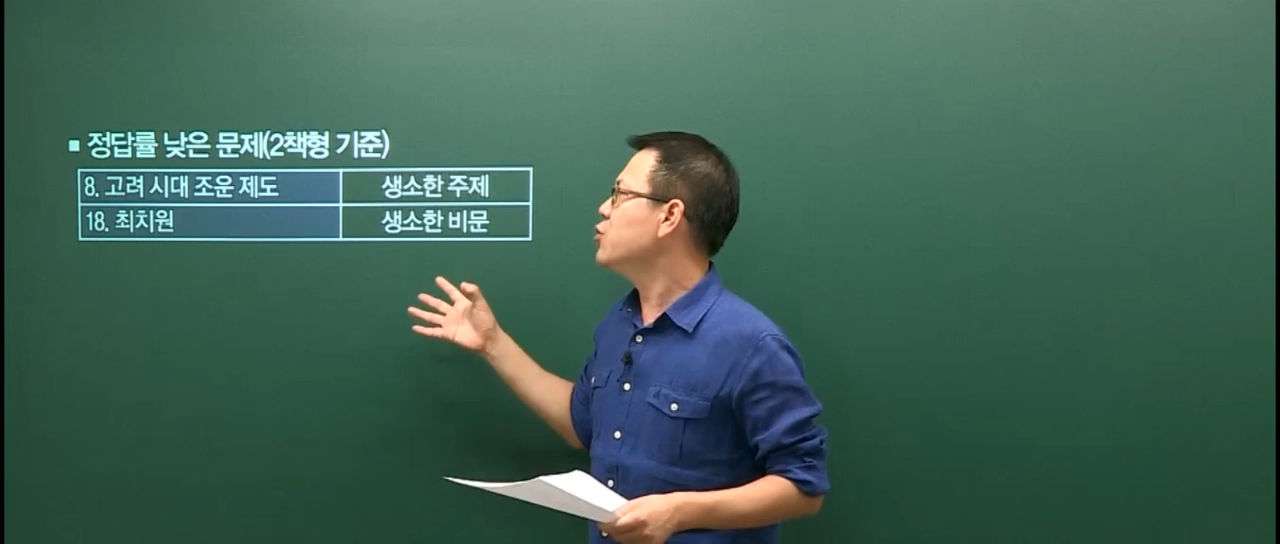 ▪ 정답률 낮은 문제(2책형 기준)
8. 고려 시대 조운 제도 생소한 주제
18. 최치원 생소한 비문